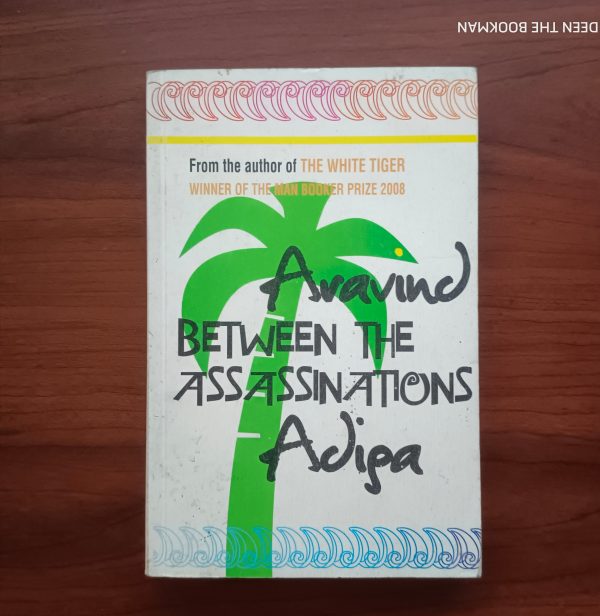 DEEN THE BOOKMAN
From the author of THE WHITE TIGER
WINNER OF THE MAN BOOKER PRIZE 2008
Aravind
BETWEEN THE
ASSASSINATIONS
Adiga